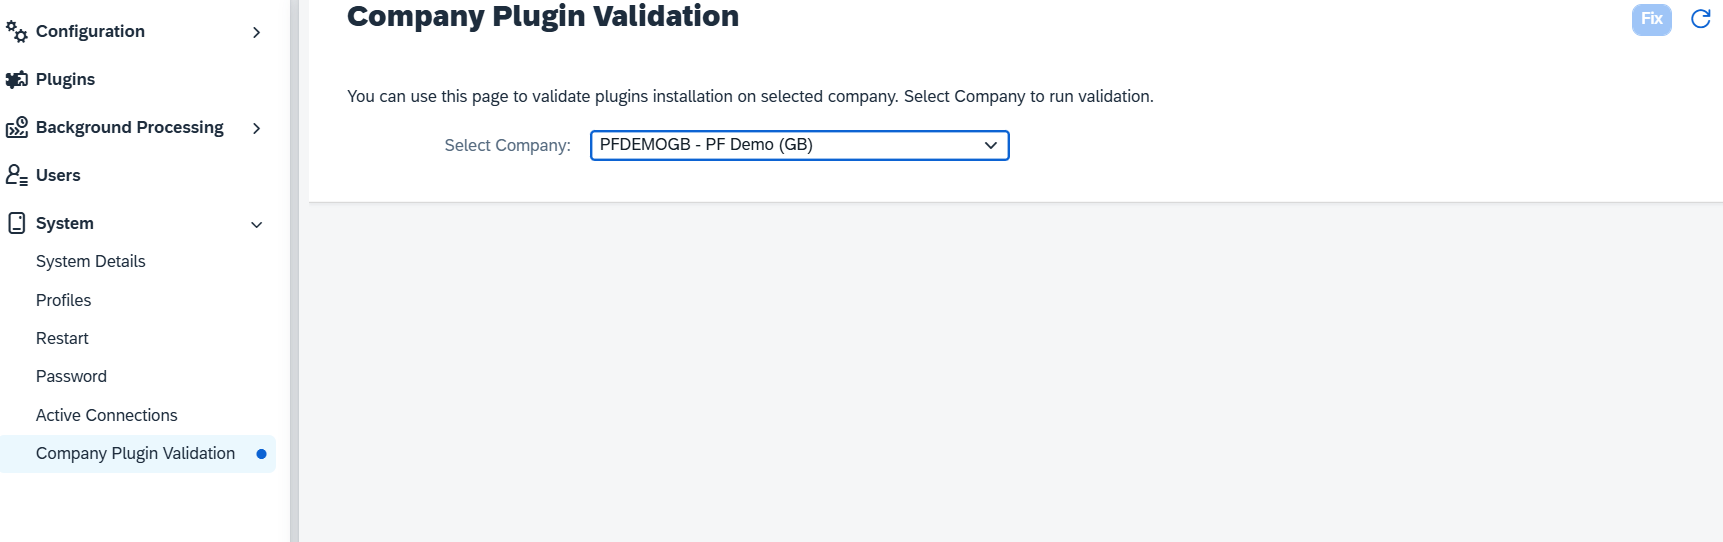 Configuration
Plugins
Background Processing
Users
System
System Details
Profiles
Restart
Password
Active Connections
Company Plugin Validation
Company Plugin Validation
Fix
You can use this page to validate plugins installation on selected company. Select Company to run validation.
Select Company: PFDEMOGB - PF Demo (GB)